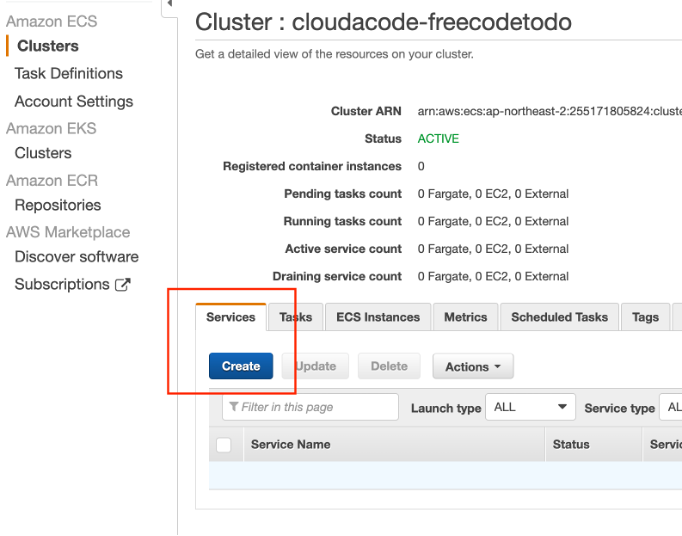 Amazon ECS
Clusters
Task Definitions
Account Settings
Amazon EKS
Clusters
Amazon ECR
Repositories
AWS Marketplace
Discover software
Subscriptions
Cluster : cloudacode-freecodetodo
Get a detailed view of the resources on your cluster.
Cluster ARN arn:aws:ecs:ap-northeast-2:255171805824:cluste
Status ACTIVE
Registered container instances 0
Pending tasks count 0 Fargate, 0 EC2, 0 External
Running tasks count 0 Fargate, 0 EC2, 0 External
Active service count 0 Fargate, 0 EC2, 0 External
Draining service count 0 Fargate, 0 EC2, 0 External
Services Tasks ECS Instances Metrics Scheduled Tasks Tags
Create Update Delete Actions
Filter in this page Launch type ALL Service type AL
Service Name Status Servic